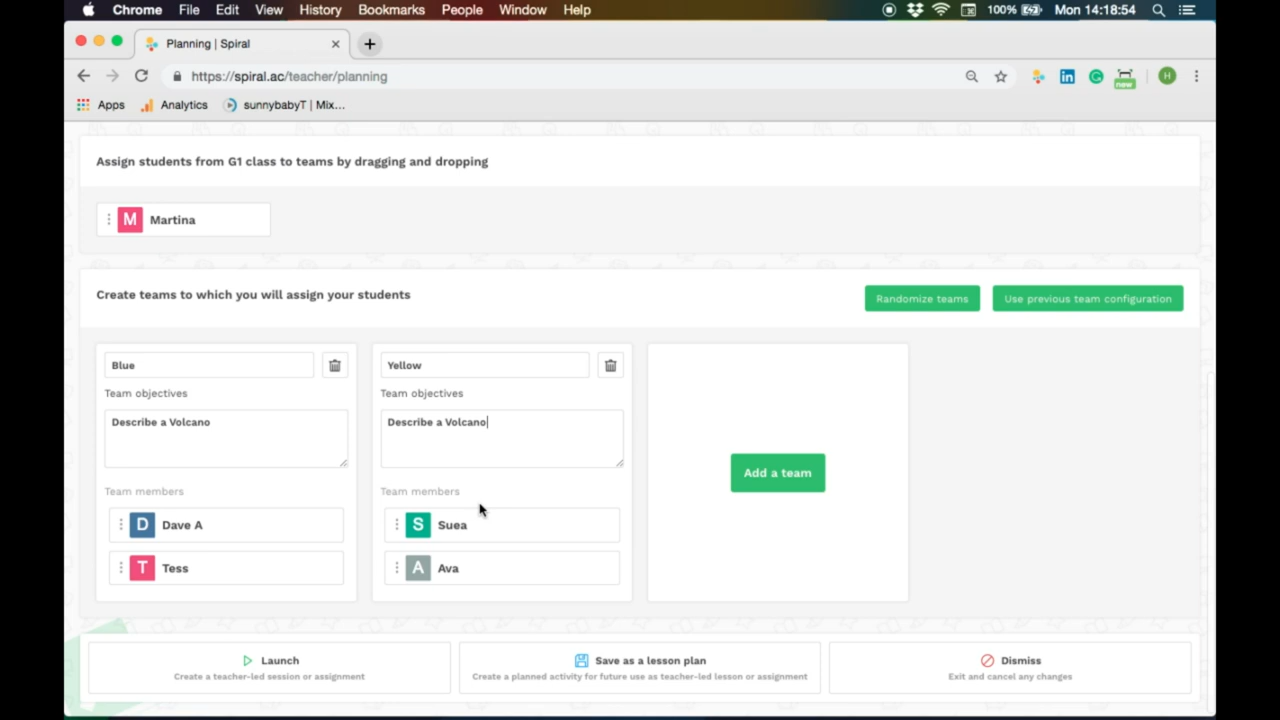 Chrome File Edit View History Bookmarks People Window Help 100% Mon 14:18:54
Planning | Spiral
https://spiral.ac/teacher/planning
new
H
Apps Analytics sunnybabyT | Mix...
Assign students from G1 class to teams by dragging and dropping
M Martina
Create teams to which you will assign your students
Randomize teams
Use previous team configuration
Blue
Yellow
Team objectives
Team objectives
Describe a Volcano
Describe a Volcano
Add a team
Team members
Team members
D Dave A
S Suea
T Tess
A Ava
Launch
Create a teacher-led session or assignment
Save as a lesson plan
Create a planned activity for future use as teacher-led lesson or assignment
Dismiss
Exit and cancel any changes